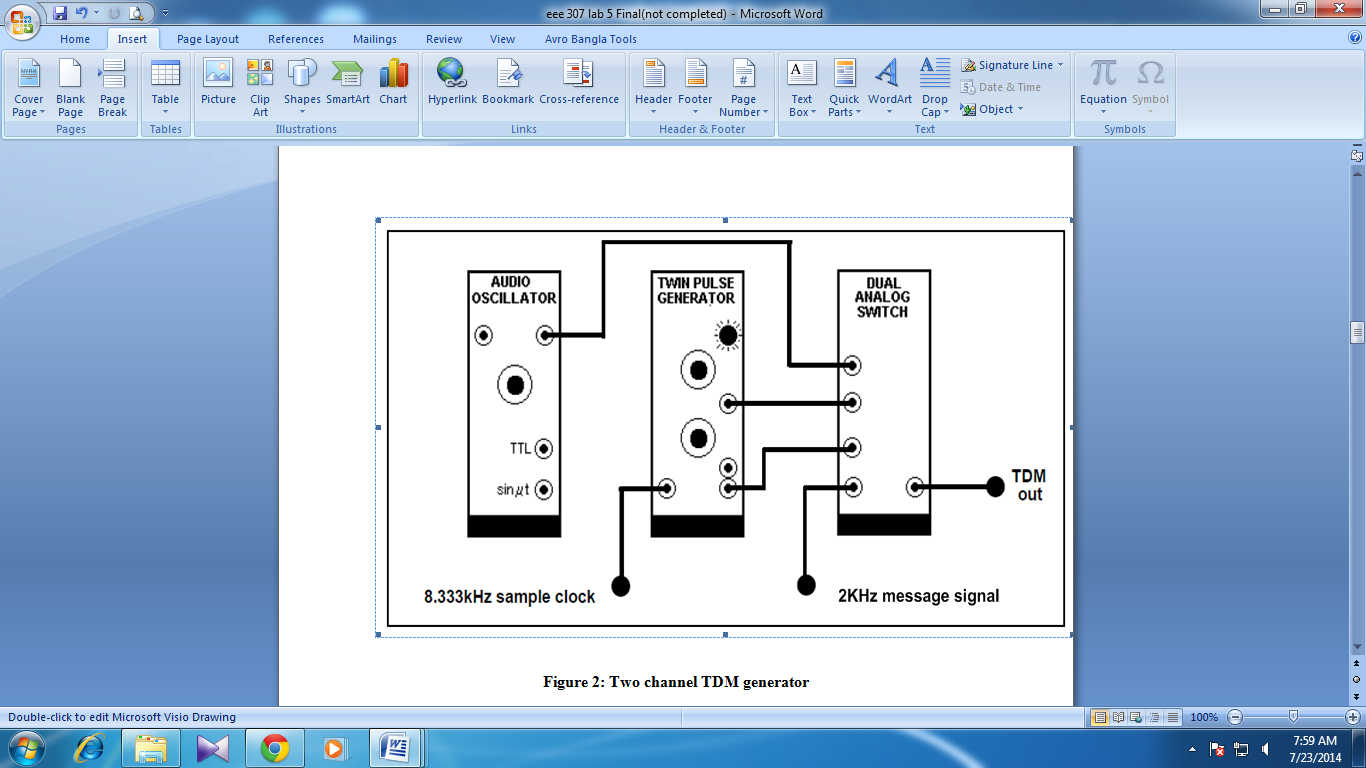 eee 307 lab 5 Final(not completed) - Microsoft Word
Home Insert Page Layout References Mailings Review View Avro Bangla Tools
Cover Page
Blank Page
Page Break
Table
Picture
Clip Art
Shapes
SmartArt
Chart
Hyperlink
Bookmark
Cross-reference
Header
Footer
Page Number
Text Box
Quick Parts
WordArt
Drop Cap
Signature Line
Date & Time
Object
Equation
Symbol
Pages Tables Illustrations Links Header & Footer Text Symbols
AUDIO
OSCILLATOR
TTL
sinμt
TWIN PULSE
GENERATOR
DUAL
ANALOG
SWITCH
TDM
out
8.333kHz sample clock
2KHz message signal
Figure 2: Two channel TDM generator
Double-click to edit Microsoft Visio Drawing
100%
7:59 AM
7/23/2014